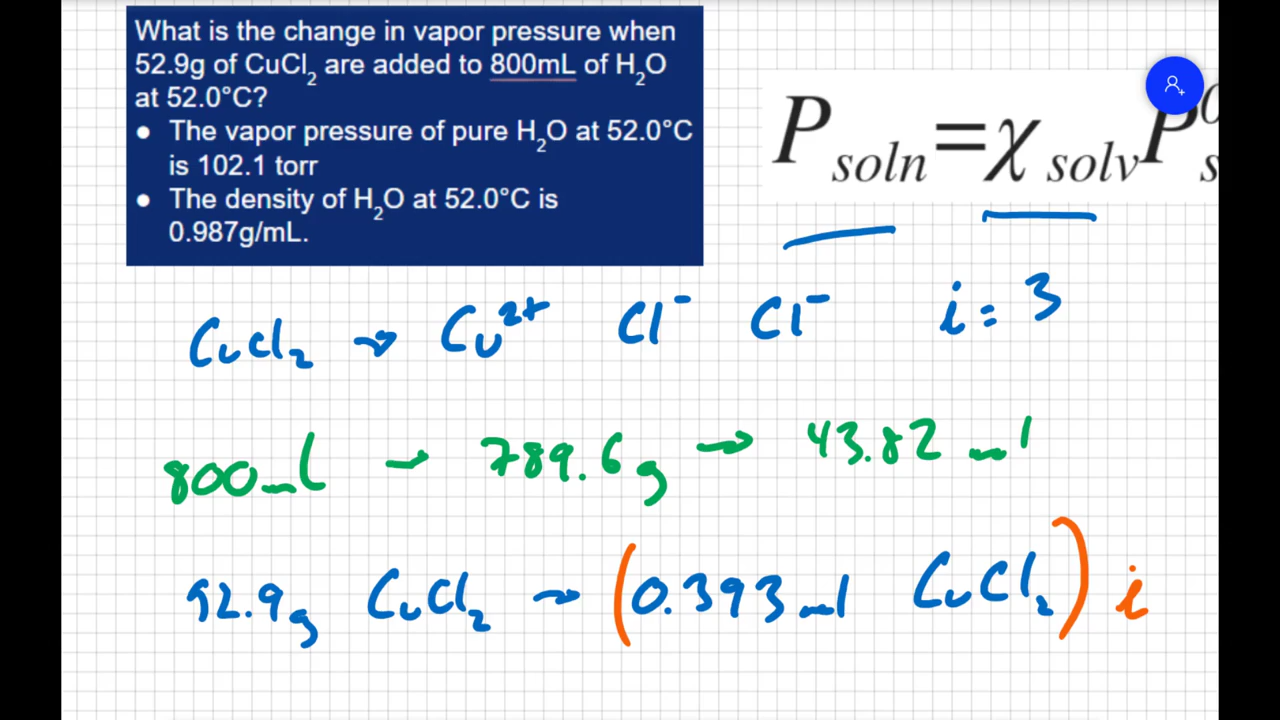 What is the change in vapor pressure when
52.9g of CuCl₂ are added to 800mL of H₂O
at 52.0°C?
● The vapor pressure of pure H₂O at 52.0°C
is 102.1 torr
● The density of H₂O at 52.0°C is
0.987g/mL.
P soln = χ solv P⁰ s
CuCl₂ → Cu²⁺ Cl⁻ Cl⁻ i = 3
800mL → 789.6g → 43.82 mol
52.9g CuCl₂ → (0.393 mol CuCl₂) i